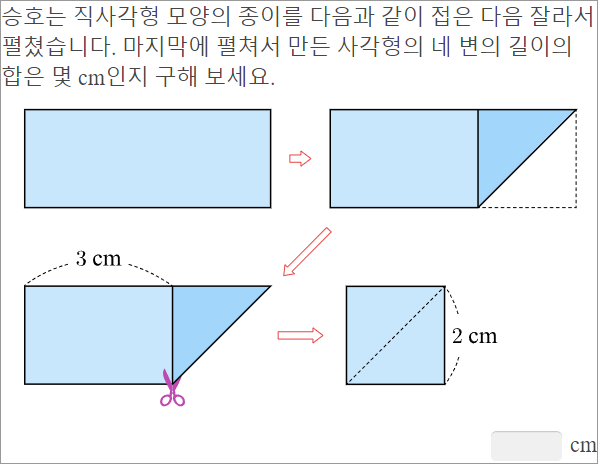 승호는 직사각형 모양의 종이를 다음과 같이 접은 다음 잘라서
펼쳤습니다. 마지막에 펼쳐서 만든 사각형의 네 변의 길이의
합은 몇 cm인지 구해 보세요.
3 cm
2 cm
cm